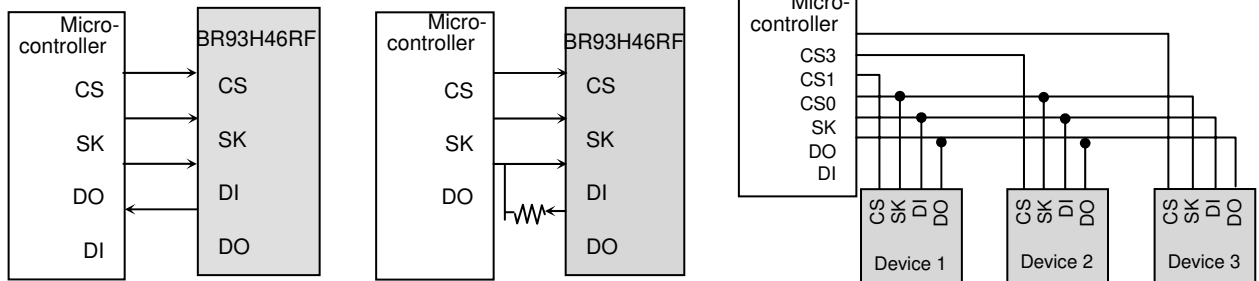 Micro-
controller
CS
SK
DO
DI
BR93H46RF
CS
SK
DI
DO
Micro-
controller
CS
SK
DO
BR93H46RF
CS
SK
DI
DO
Micro-
controller
CS3
CS1
CS0
SK
DO
DI
CS
SK
DI
DO
Device 1
CS
SK
DI
DO
Device 2
CS
SK
DI
DO
Device 3